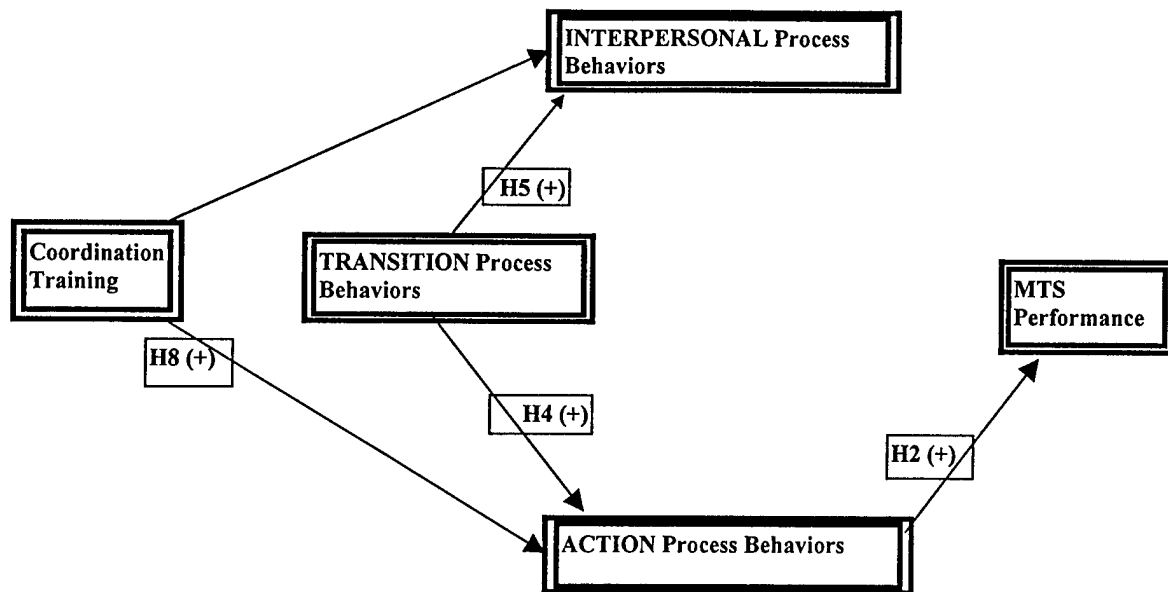 INTERPERSONAL Process
Behaviors
H5 (+)
Coordination
Training
TRANSITION Process
Behaviors
MTS
Performance
H8 (+)
H4 (+)
H2 (+)
ACTION Process Behaviors